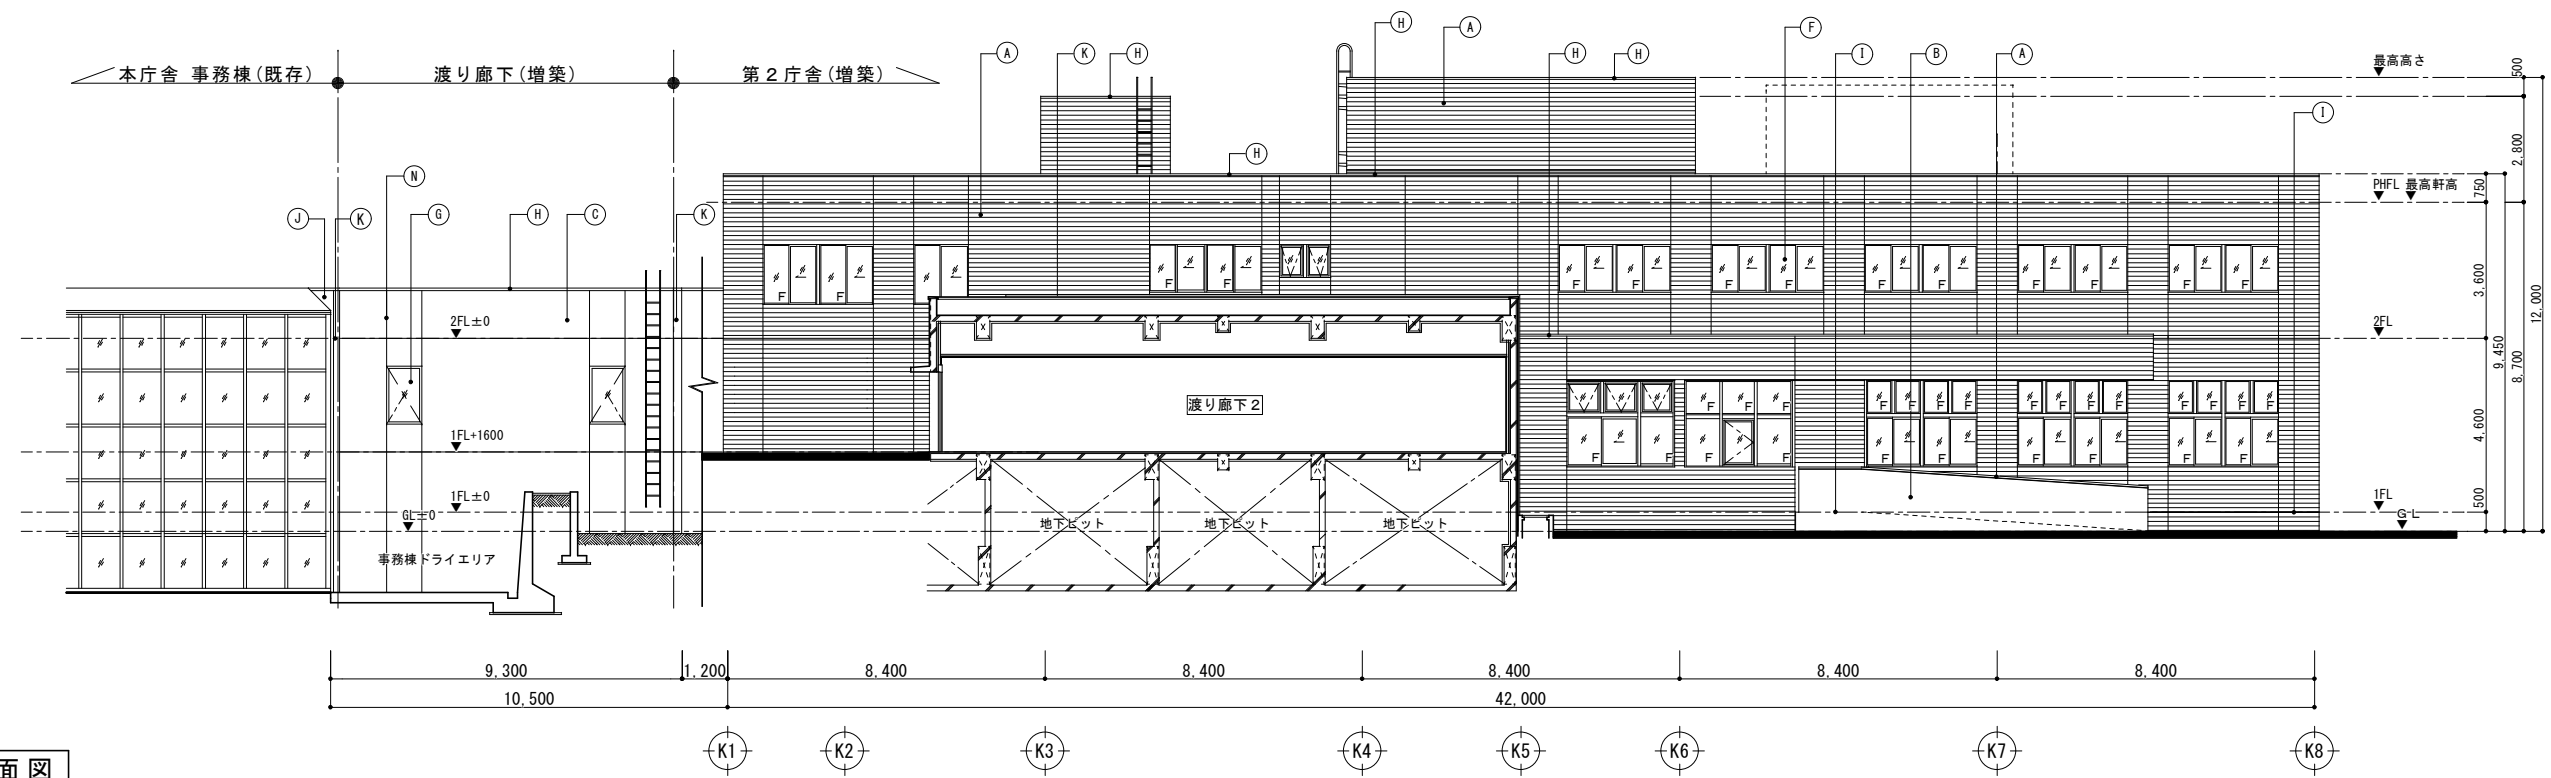 H
A
F
A
K
H
H
H
I
B
A
最高高さ
500
本庁舎 事務棟(既存)
渡り廊下(増築)
第2庁舎(増築)
I
H
2,800
N
PHFL 最高軒高
750
J
K
G
H
C
K
A
F F F F F F F F F F F F F F F
3,600
12,000
2FL±0
2FL
9,450
8,700
渡り廊下2
F F F F F F F F F F F F F F F
4,600
1FL+1600
F F F F F F F F F
1FL±0
1FL
500
GL±0
GL
地下ピット
地下ピット
地下ピット
事務棟ドライエリア
9,300
1,200
8,400
8,400
8,400
8,400
8,400
10,500
42,000
K1
K2
K3
K4
K5
K6
K7
K8
面図